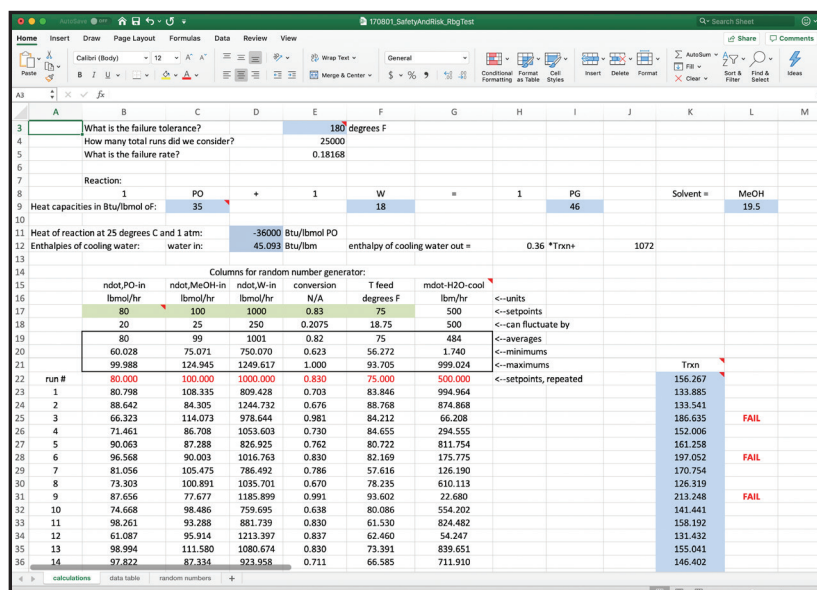 AutoSave OFF 170801_SafetyAndRisk_RbgTest Search Sheet
Home Insert Draw Page Layout Formulas Data Review View Share Comments
Calibri (Body) 12 A^ A˅ Wrap Text General AutoSum
Paste B I U A Merge & Center $ % Conditional Formatting Format as Table Cell Styles Insert Delete Format Fill Clear Sort & Filter Find & Select Ideas
A3 fx
A B C D E F G H I J K L M
3 What is the failure tolerance? 180 degrees F
4 How many total runs did we consider? 25000
5 What is the failure rate? 0.18168
6
7 Reaction:
8 1 PO + 1 W = 1 PG Solvent = MeOH
9 Heat capacities in Btu/lbmol oF: 35 18 46 19.5
10
11 Heat of reaction at 25 degrees C and 1 atm: -36000 Btu/lbmol PO
12 Enthalpies of cooling water: water in: 45.093 Btu/lbm enthalpy of cooling water out = 0.36 *Trxn+ 1072
13
14 Columns for random number generator:
15 ndot,PO-in ndot,MeOH-in ndot,W-in conversion T feed mdot-H2O-cool
16 lbmol/hr lbmol/hr lbmol/hr N/A degrees F lbm/hr <--units
17 80 100 1000 0.83 75 500 <--setpoints
18 20 25 250 0.2075 18.75 500 <--can fluctuate by
19 80 99 1001 0.82 75 484 <--averages
20 60.028 75.071 750.070 0.623 56.272 1.740 <--minimums
21 99.988 124.945 1249.617 1.000 93.705 999.024 <--maximums Trxn
22 run # 80.000 100.000 1000.000 0.830 75.000 500.000 <--setpoints, repeated 156.267
23 1 80.798 108.335 809.428 0.703 83.846 994.964 133.885
24 2 88.642 84.305 1244.732 0.676 88.768 874.868 133.541
25 3 66.323 114.073 978.644 0.981 84.212 66.208 186.635 FAIL
26 4 71.461 86.708 1053.603 0.730 84.655 294.555 152.006
27 5 90.063 87.288 826.925 0.762 80.722 811.754 161.258
28 6 96.568 90.003 1016.763 0.830 82.169 175.775 197.052 FAIL
29 7 81.056 105.475 786.492 0.786 57.616 126.190 170.754
30 8 73.303 100.891 1035.701 0.670 78.235 610.113 126.319
31 9 87.656 77.677 1185.899 0.991 93.602 22.680 213.248 FAIL
32 10 74.668 98.486 759.695 0.638 80.086 554.202 141.441
33 11 98.261 93.288 881.739 0.830 61.530 824.482 158.192
34 12 61.087 95.914 1213.397 0.837 62.460 54.247 131.432
35 13 98.994 111.580 1080.674 0.830 73.391 839.651 155.041
36 14 97.822 87.334 923.958 0.711 66.585 711.910 146.402
calculations data table random numbers +